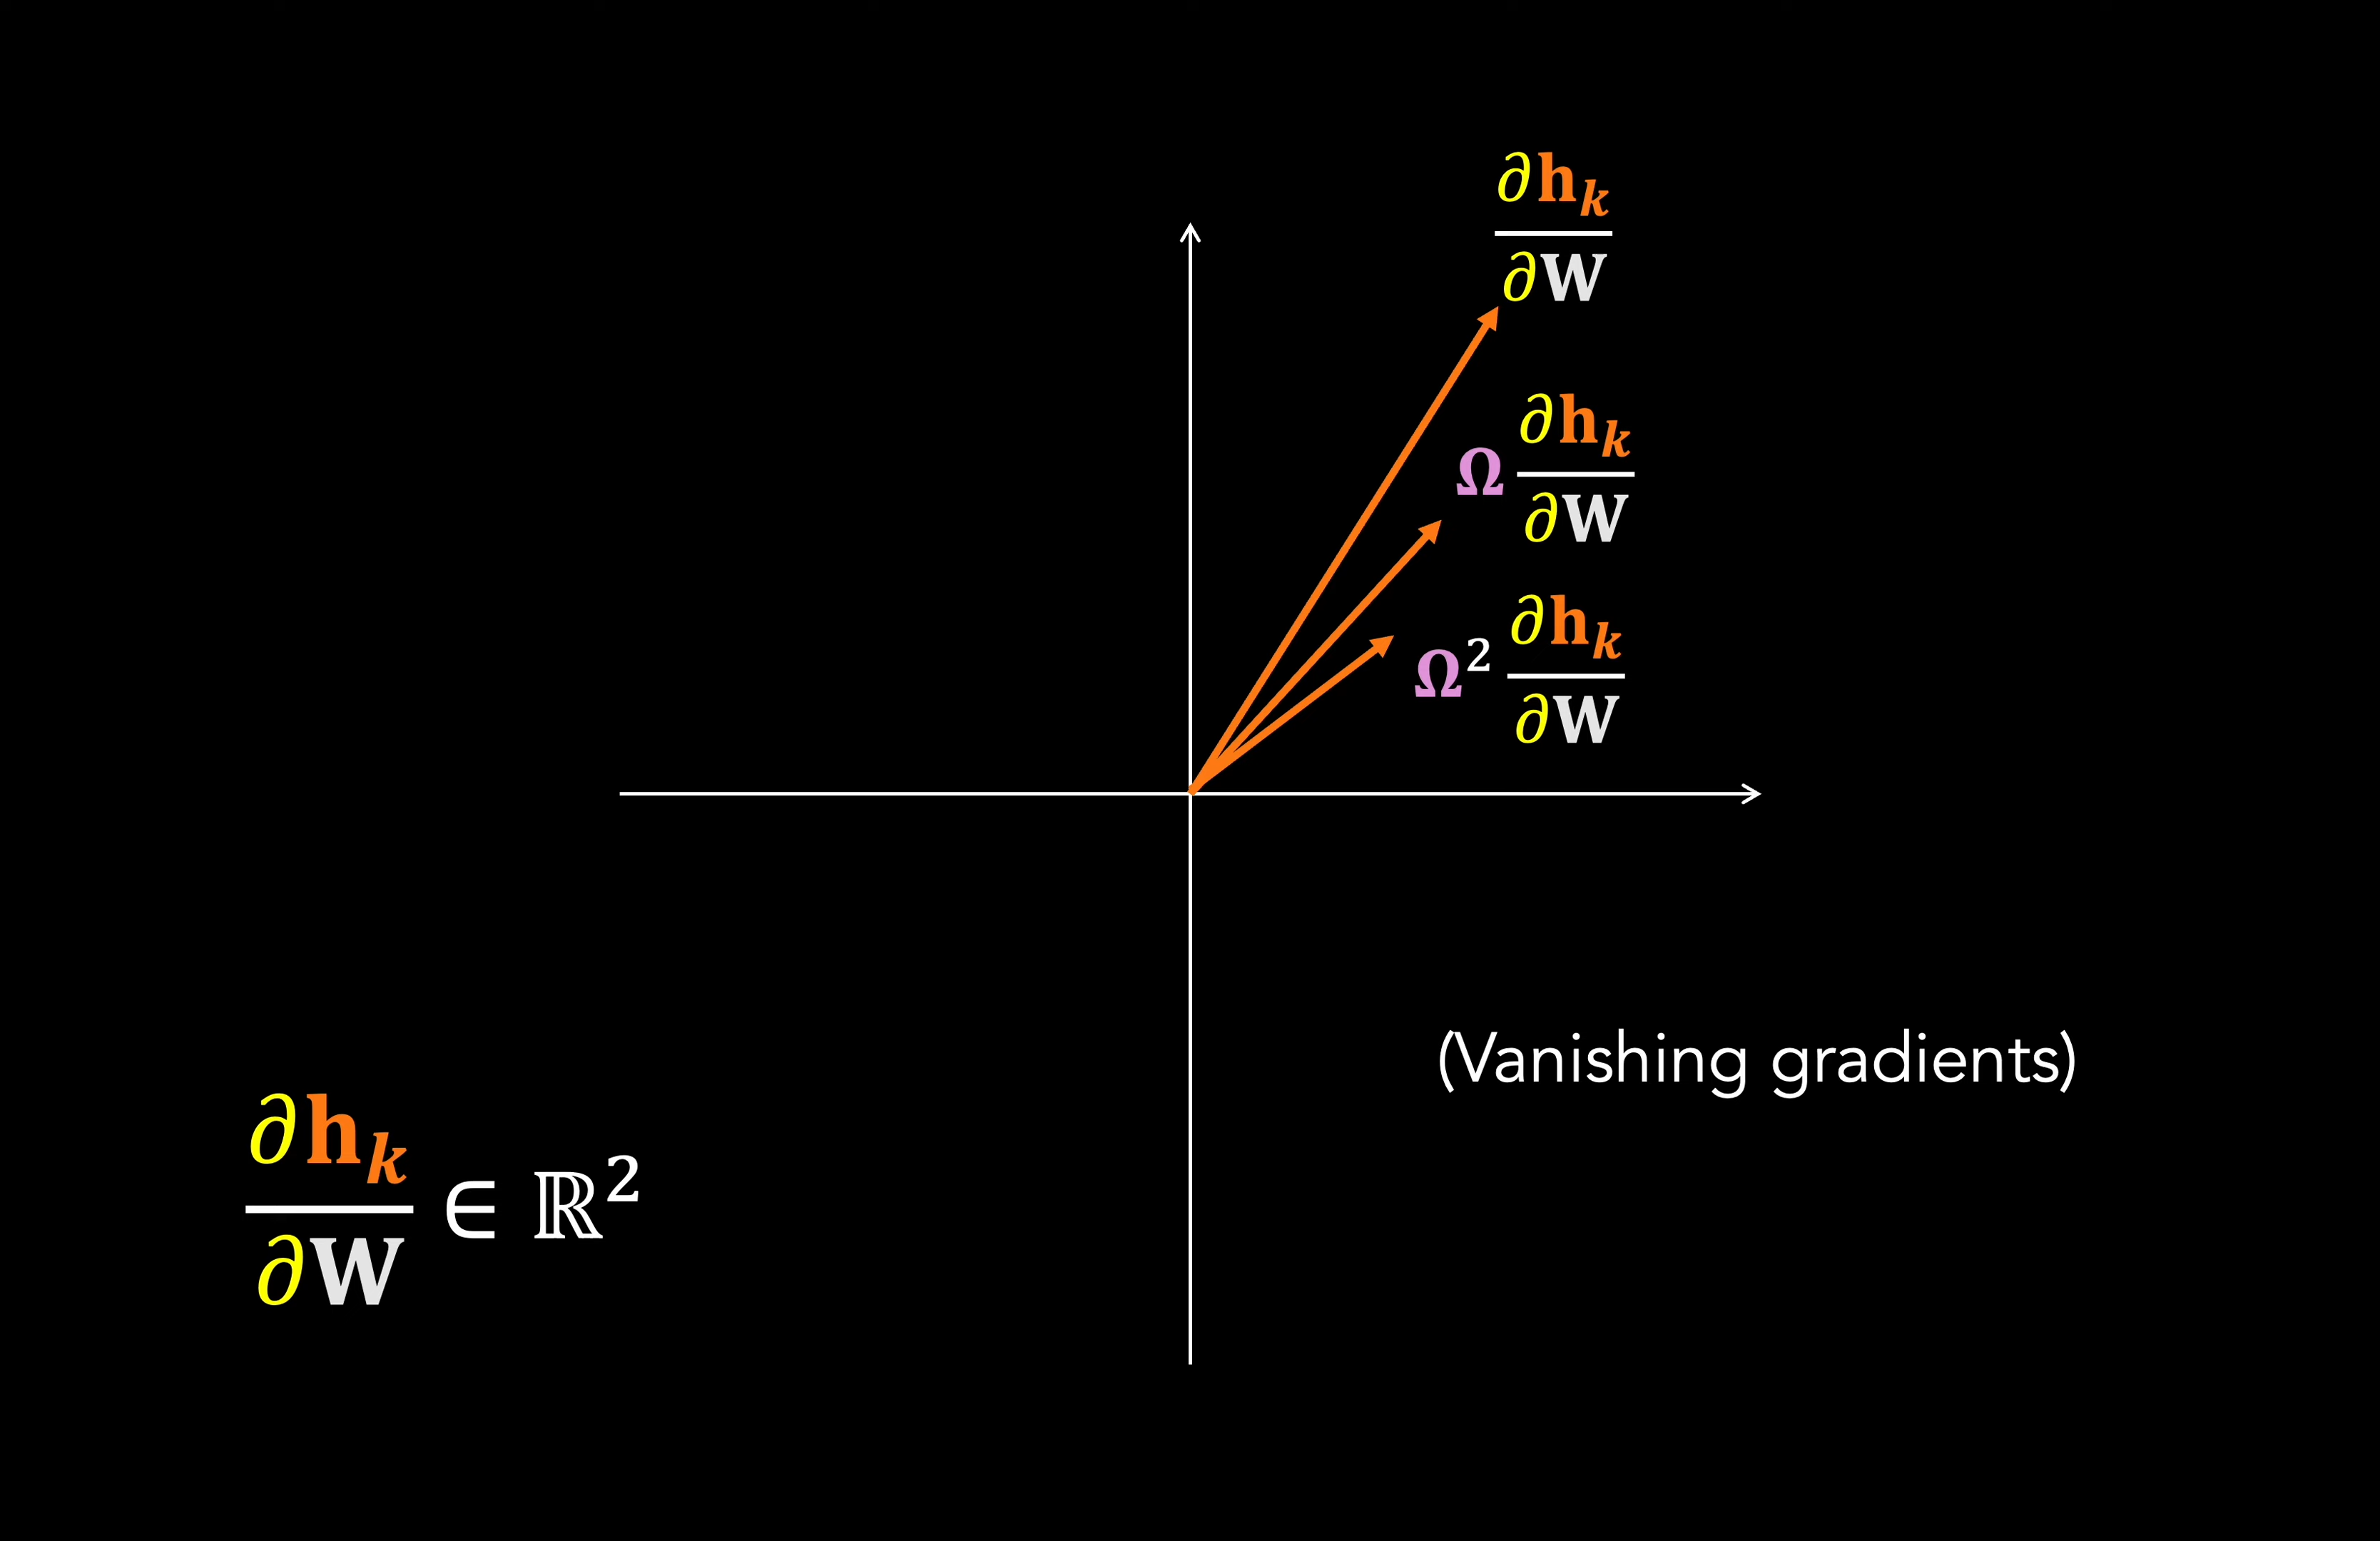 ∂h_k
∂W
Ω ∂h_k
∂W
Ω² ∂h_k
∂W
(Vanishing gradients)
∂h_k
∂W ∈ ℝ²